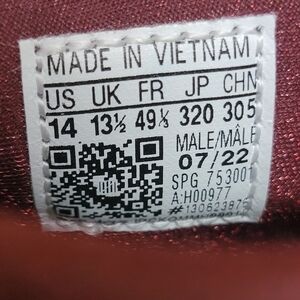 MADE IN VIETNAM
US UK FR JP CHN
14 13½ 49⅓ 320 305
MALE/MÂLE
07/22
SPG 753001
A:H00977